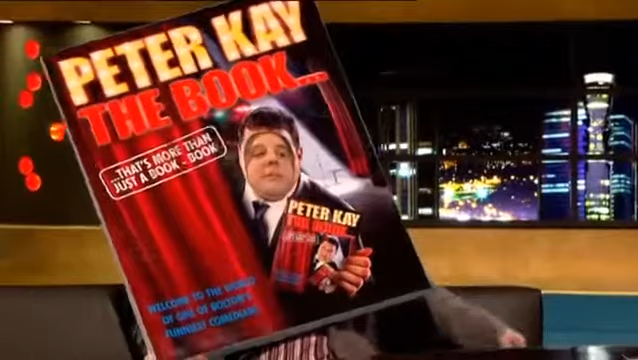 PETER KAY
THE BOOK...
...THAT'S MORE THAN
JUST A BOOK - BOOK
PETER KAY
THE BOOK...
WELCOME TO THE WORLD
OF ONE OF BOLTON'S
FUNNIEST COMEDIANS